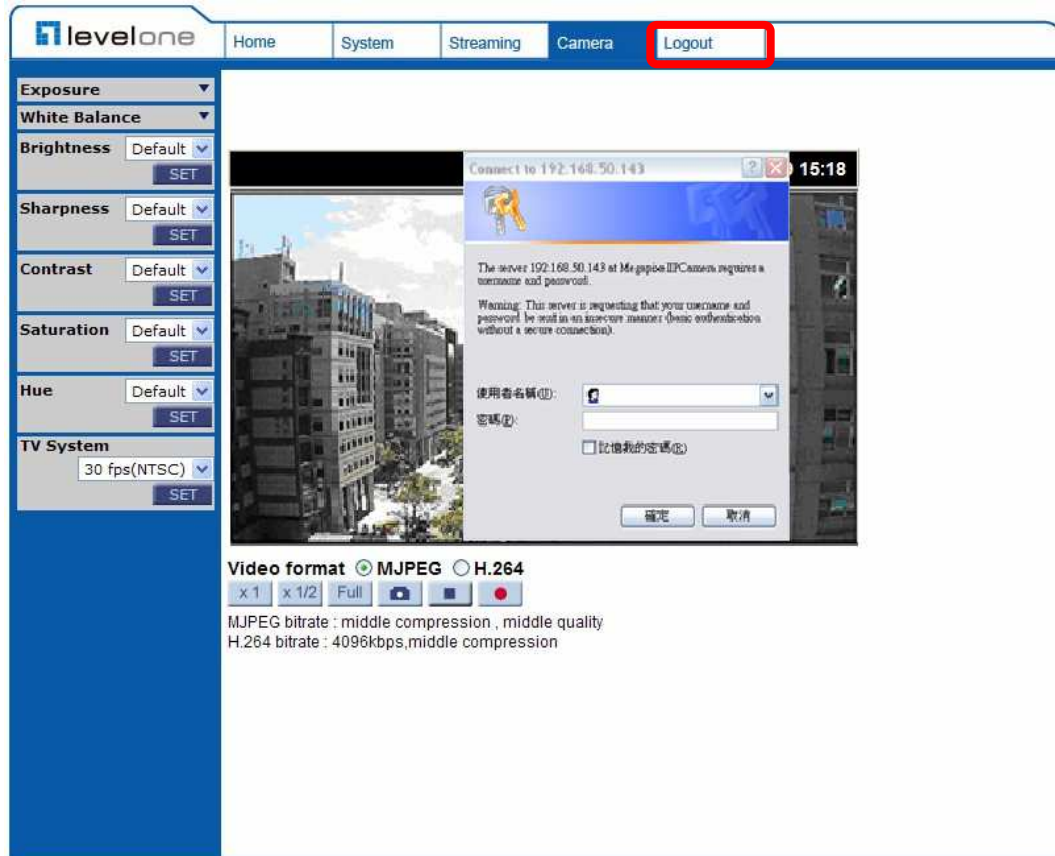 levelone
Home System Streaming Camera Logout
Exposure
White Balance
Brightness Default
SET
Sharpness Default
SET
Contrast Default
SET
Saturation Default
SET
Hue Default
SET
TV System
30 fps(NTSC)
SET
15:18
Connect to 192.168.50.143
The server 192.168.50.143 at Megapixel IPCamera requires a
username and password.
Warning: This server is requesting that your username and
password be sent in an insecure manner (basic authentication
without a secure connection).
使用者名稱(U):
密碼(P):
記憶我的密碼(R)
確定 取消
Video format MJPEG H.264
x 1 x 1/2 Full
MJPEG bitrate : middle compression , middle quality
H.264 bitrate : 4096kbps,middle compression